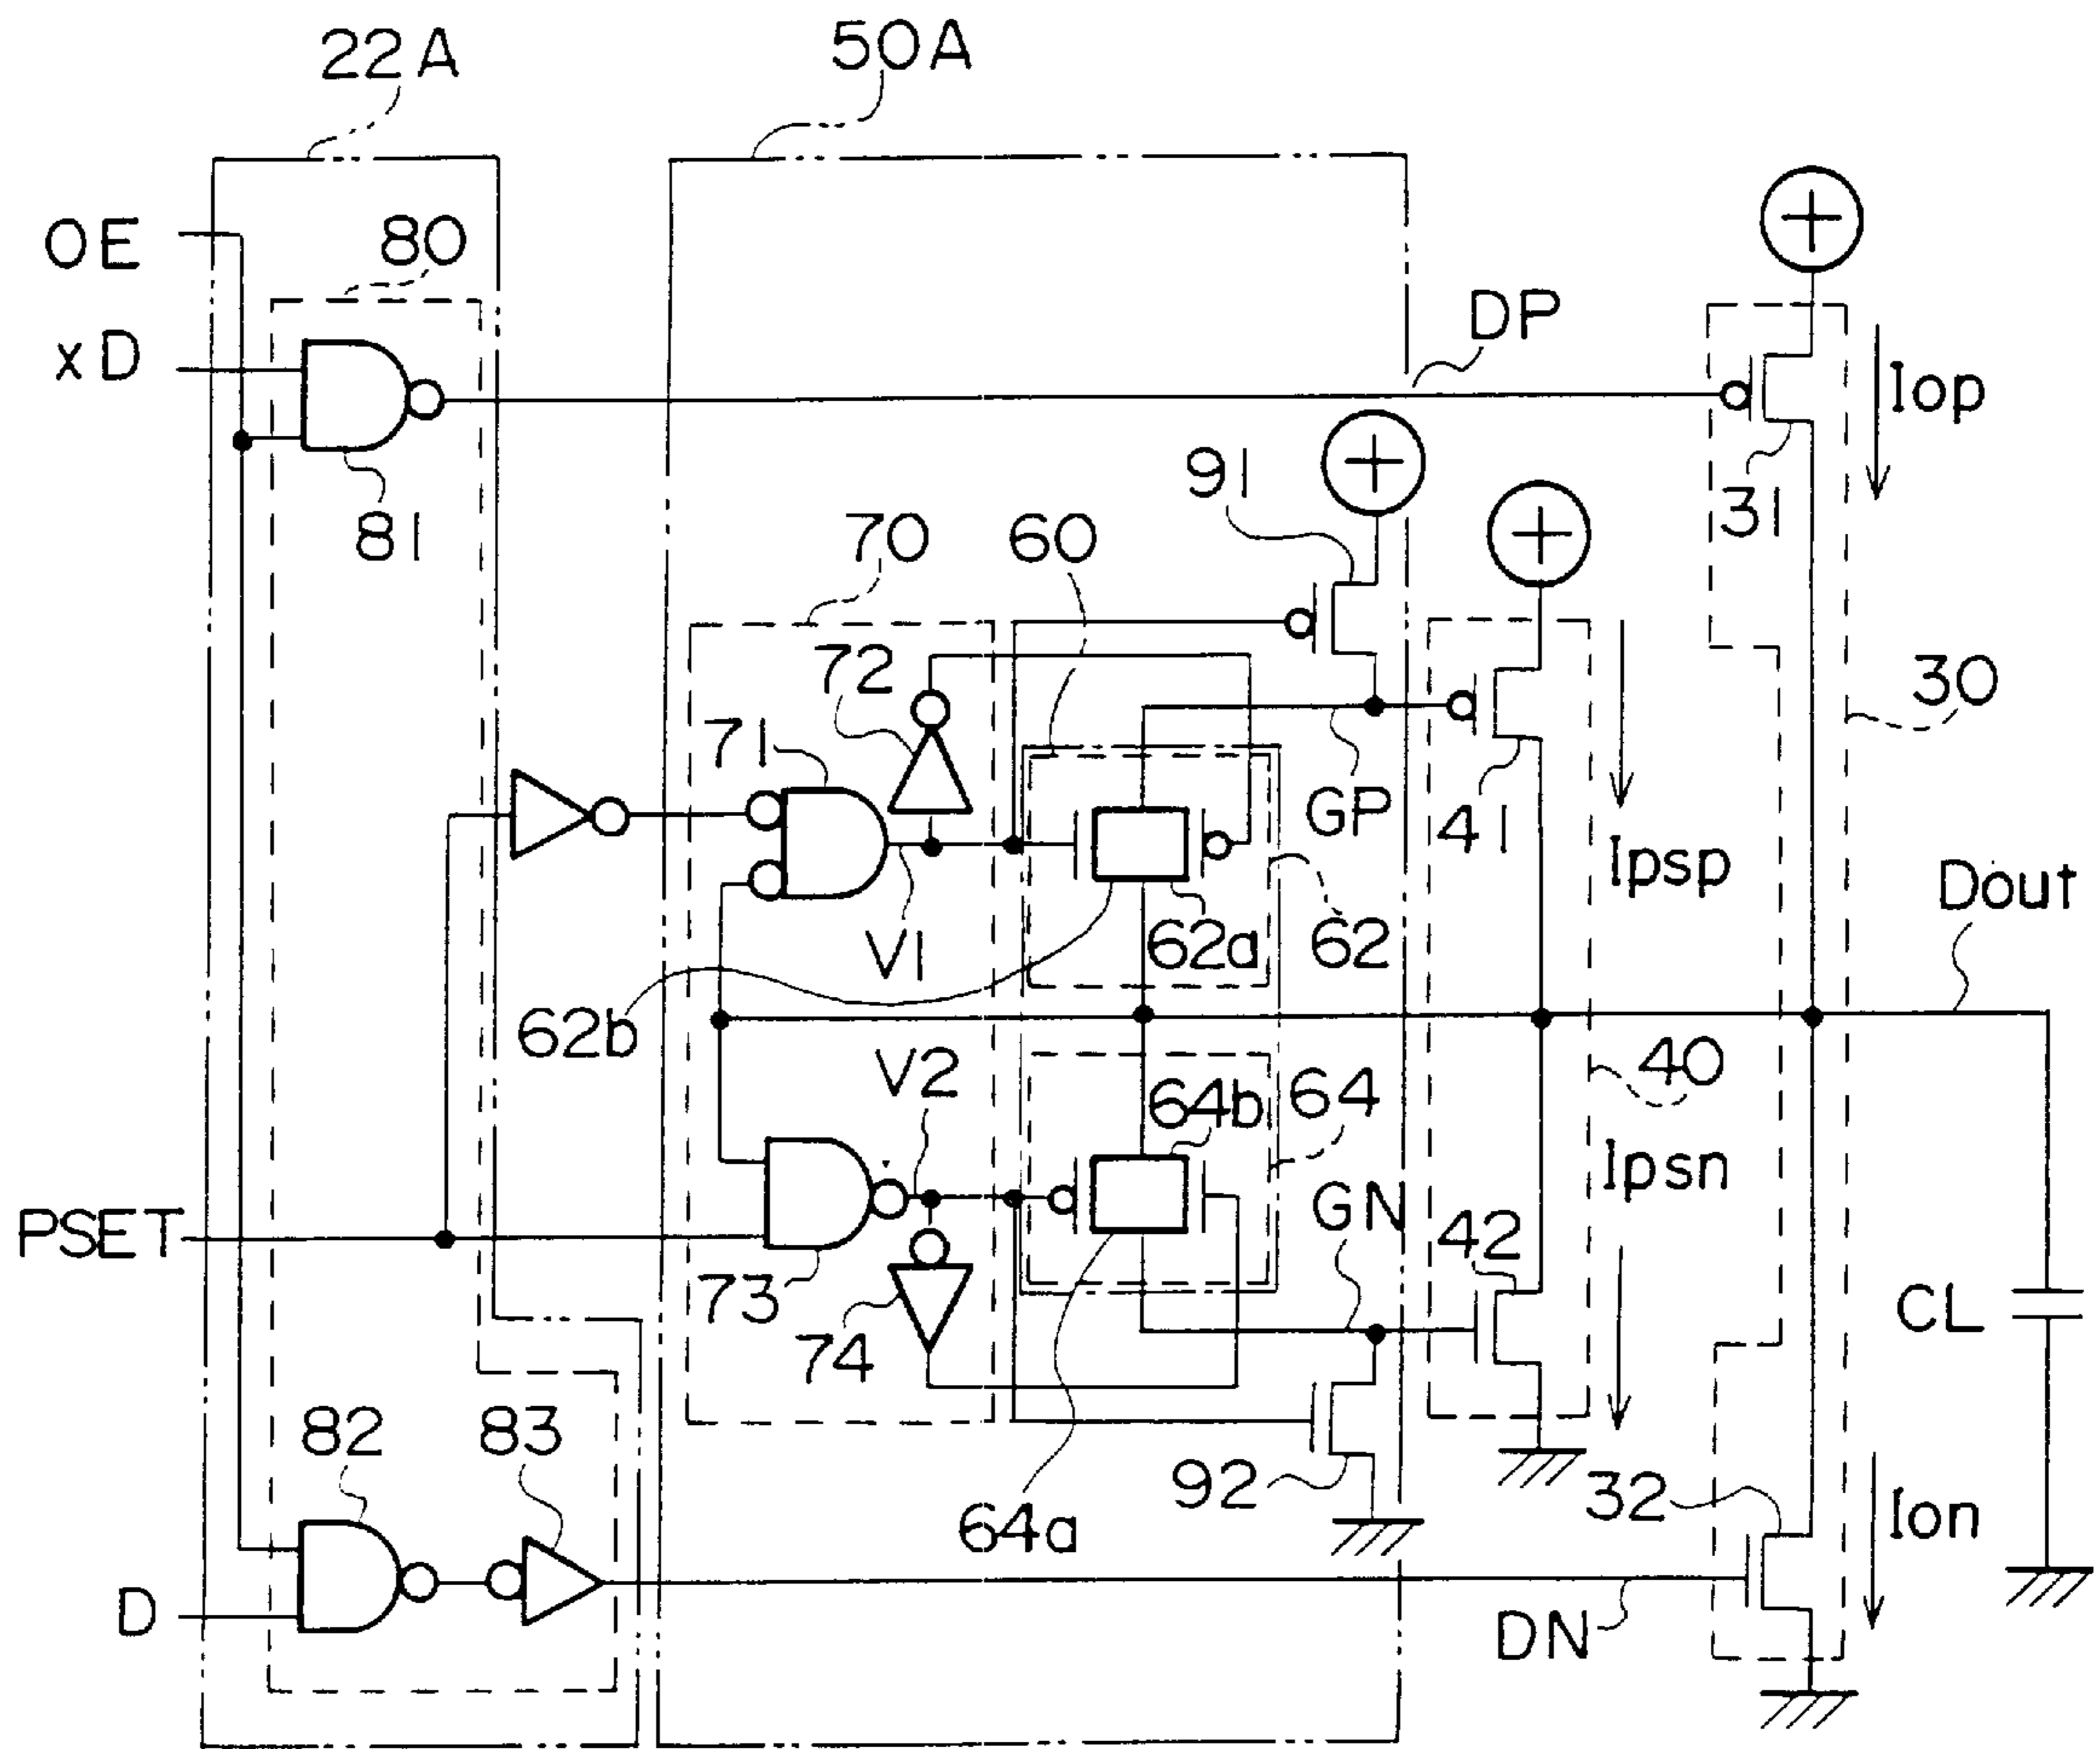 22A
50A
OE
80
xD
DP
Iop
91
31
81
70
60
72
30
71
GP
41
Ipsp
Dout
V1
62a
62
62b
V2
40
64b
64
Ipsn
GN
PSET
42
73
74
CL
82
83
92
32
64a
Ion
D
DN